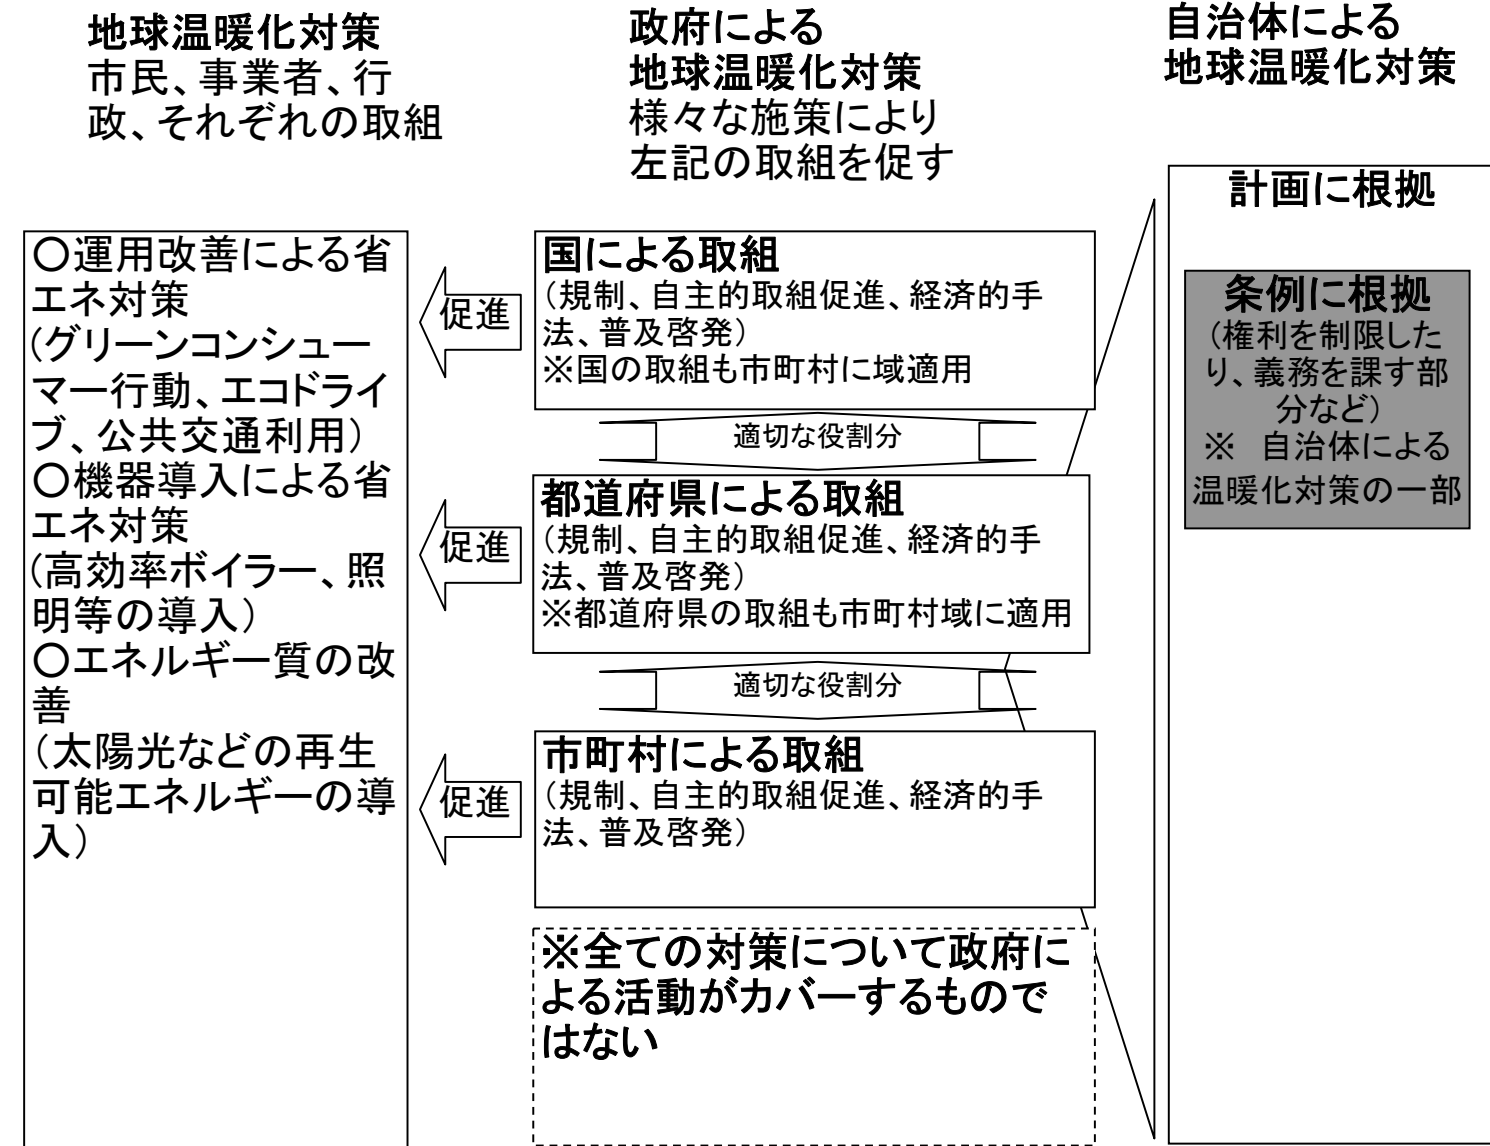 地球温暖化対策
市民、事業者、行
政、それぞれの取組
政府による
地球温暖化対策
様々な施策により
左記の取組を促す
自治体による
地球温暖化対策
〇運用改善による省
エネ対策
(グリーンコンシュー
マー行動、エコドライ
ブ、公共交通利用）
〇機器導入による省
エネ対策
(高効率ボイラー、照
明等の導入）
〇エネルギー質の改
善
（太陽光などの再生
可能エネルギーの導
入）
促進
促進
促進
国による取組
（規制、自主的取組促進、経済的手
法、普及啓発）
※国の取組も市町村に域適用
適切な役割分
都道府県による取組
（規制、自主的取組促進、経済的手
法、普及啓発）
※都道府県の取組も市町村域に適用
適切な役割分
市町村による取組
（規制、自主的取組促進、経済的手
法、普及啓発）
※全ての対策について政府に
よる活動がカバーするもので
はない
計画に根拠
条例に根拠
（権利を制限した
り、義務を課す部
分など）
※　自治体による
温暖化対策の一部